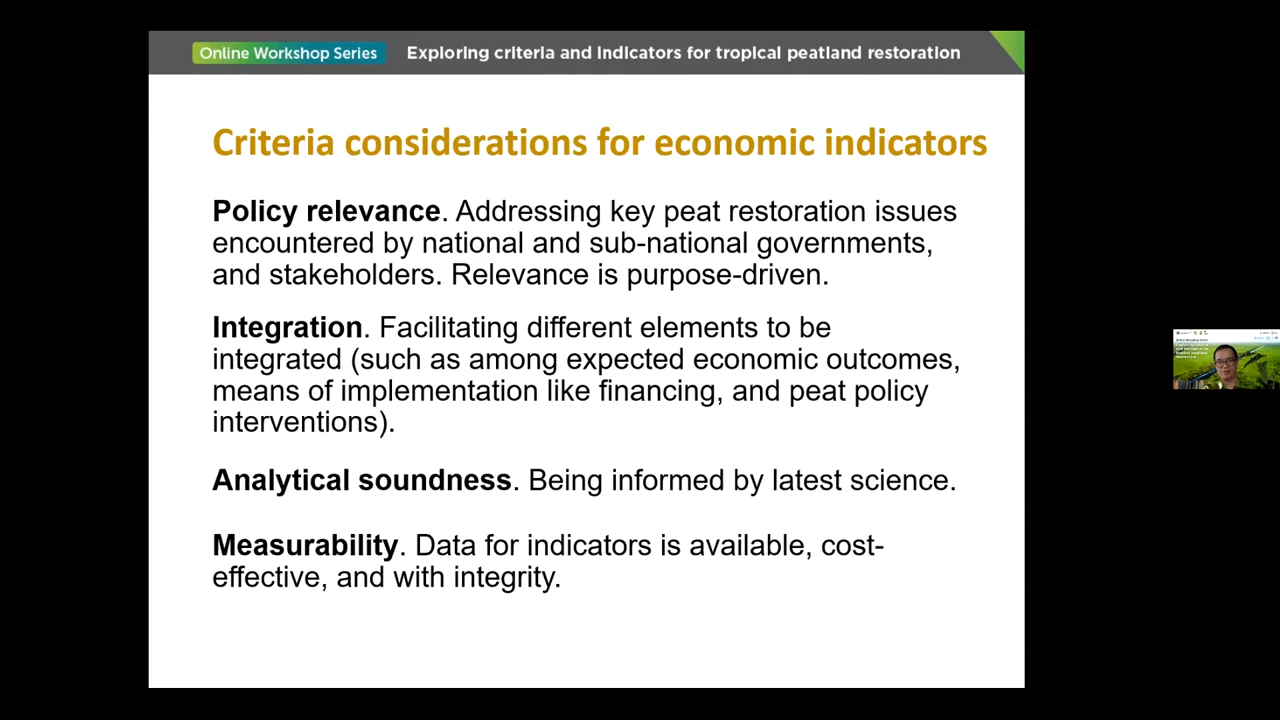 Online Workshop Series Exploring criteria and indicators for tropical peatland restoration
Criteria considerations for economic indicators
Policy relevance. Addressing key peat restoration issues
encountered by national and sub-national governments,
and stakeholders. Relevance is purpose-driven.
Integration. Facilitating different elements to be
integrated (such as among expected economic outcomes,
means of implementation like financing, and peat policy
interventions).
Analytical soundness. Being informed by latest science.
Measurability. Data for indicators is available, cost-
effective, and with integrity.